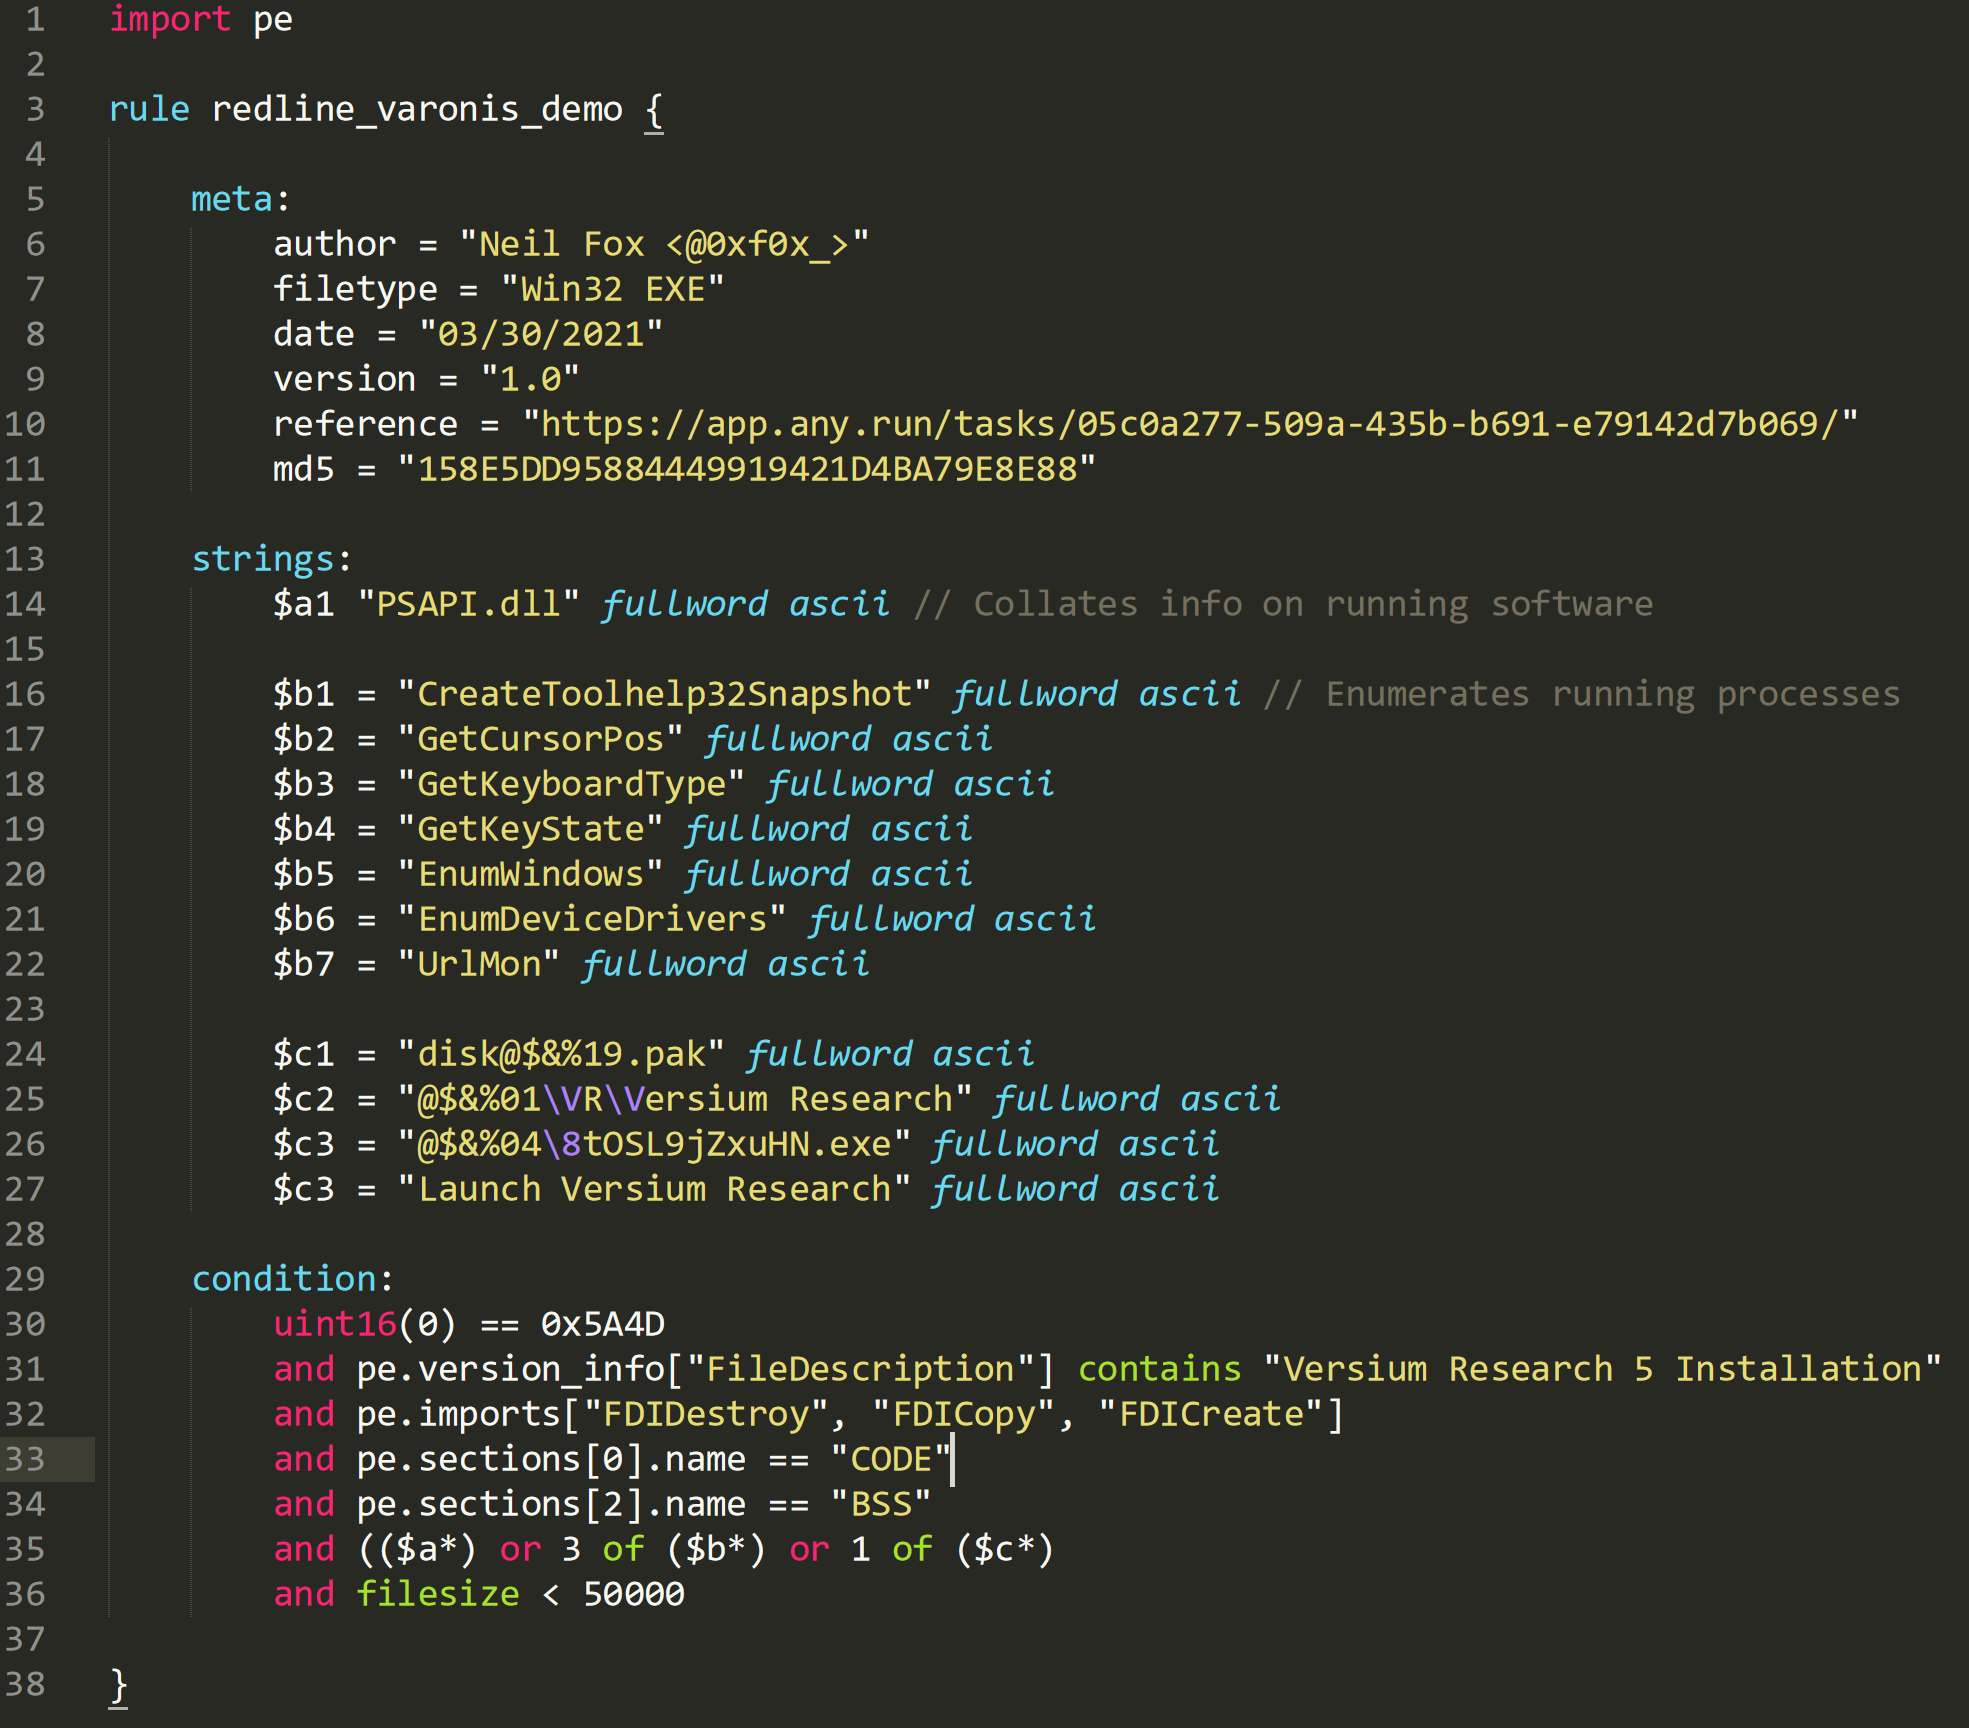 1 import pe
2
3 rule redline_varonis_demo {
4
5 meta:
6 author = "Neil Fox <@0xf0x_>"
7 filetype = "Win32 EXE"
8 date = "03/30/2021"
9 version = "1.0"
10 reference = "https://app.any.run/tasks/05c0a277-509a-435b-b691-e79142d7b069/"
11 md5 = "158E5DD95884449919421D4BA79E8E88"
12
13 strings:
14 $a1 "PSAPI.dll" fullword ascii // Collates info on running software
15
16 $b1 = "CreateToolhelp32Snapshot" fullword ascii // Enumerates running processes
17 $b2 = "GetCursorPos" fullword ascii
18 $b3 = "GetKeyboardType" fullword ascii
19 $b4 = "GetKeyState" fullword ascii
20 $b5 = "EnumWindows" fullword ascii
21 $b6 = "EnumDeviceDrivers" fullword ascii
22 $b7 = "UrlMon" fullword ascii
23
24 $c1 = "disk@$&%19.pak" fullword ascii
25 $c2 = "@$&%01\VR\Versium Research" fullword ascii
26 $c3 = "@$&%04\8tOSL9jZxuHN.exe" fullword ascii
27 $c3 = "Launch Versium Research" fullword ascii
28
29 condition:
30 uint16(0) == 0x5A4D
31 and pe.version_info["FileDescription"] contains "Versium Research 5 Installation"
32 and pe.imports["FDIDestroy", "FDICopy", "FDICreate"]
33 and pe.sections[0].name == "CODE"
34 and pe.sections[2].name == "BSS"
35 and (($a*) or 3 of ($b*) or 1 of ($c*)
36 and filesize < 50000
37
38 }